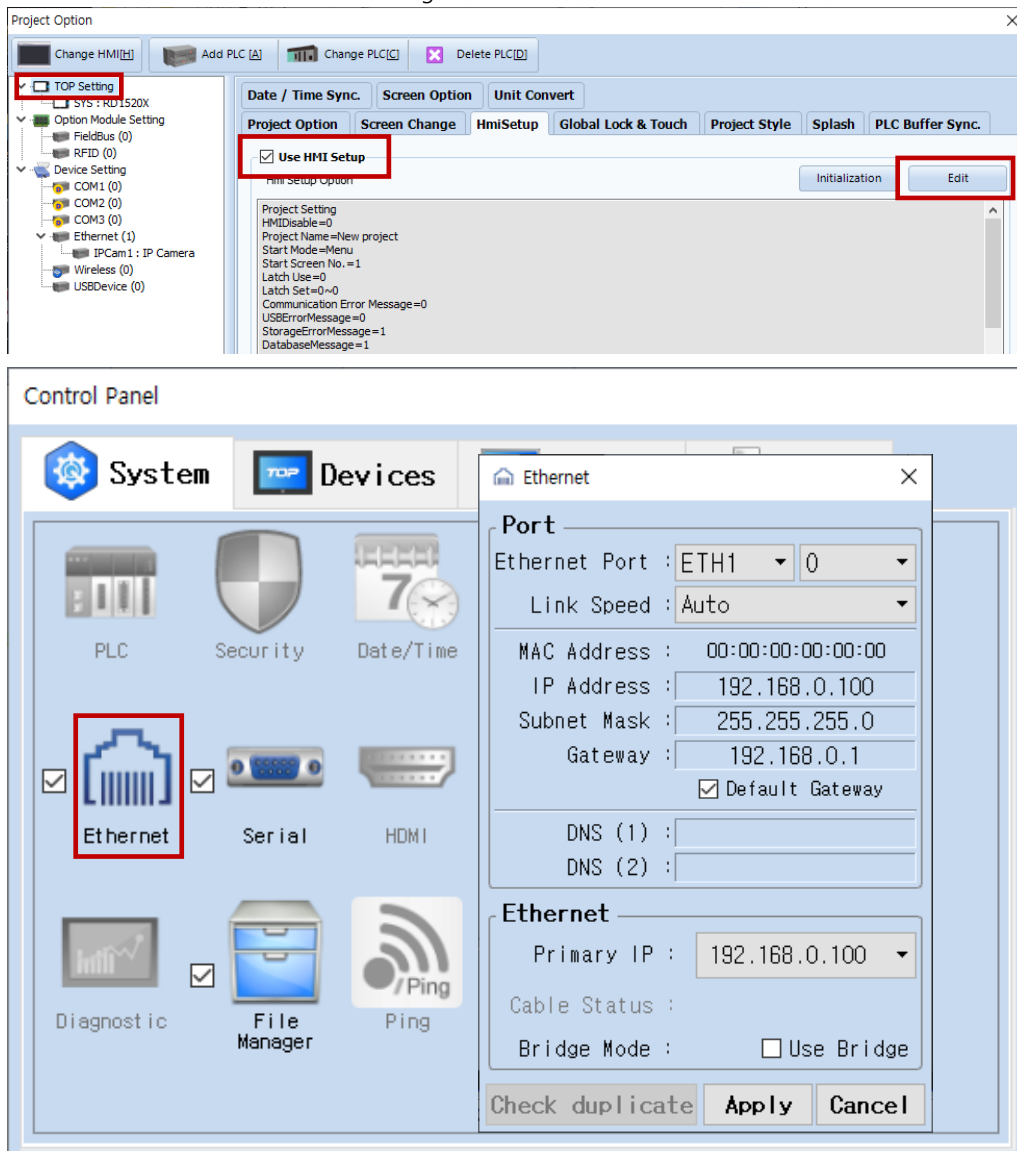 Project Option
Change HMI[H] Add PLC [A] Change PLC[C] Delete PLC[D]
TOP Setting
SYS : RD1520X
Option Module Setting
FieldBus (0)
RFID (0)
Device Setting
COM1 (0)
COM2 (0)
COM3 (0)
Ethernet (1)
IPCam1 : IP Camera
Wireless (0)
USBDevice (0)
Date / Time Sync. Screen Option Unit Convert
Project Option Screen Change HmiSetup Global Lock & Touch Project Style Splash PLC Buffer Sync.
Use HMI Setup
Hmi Setup Option
Initialization Edit
Project Setting
HMIDisable=0
Project Name=New project
Start Mode=Menu
Start Screen No.=1
Latch Use=0
Latch Set=0~0
Communication Error Message=0
USBErrorMessage=0
StorageErrorMessage=1
DatabaseMessage=1
Control Panel
System TOP Devices
PLC Security 7 Date/Time
Ethernet Serial HDMI
Diagnostic File Manager /Ping Ping
Ethernet
Port
Ethernet Port : ETH1 0
Link Speed : Auto
MAC Address : 00:00:00:00:00:00
IP Address : 192.168.0.100
Subnet Mask : 255.255.255.0
Gateway : 192.168.0.1
Default Gateway
DNS (1) :
DNS (2) :
Ethernet
Primary IP : 192.168.0.100
Cable Status :
Bridge Mode : Use Bridge
Check duplicate Apply Cancel